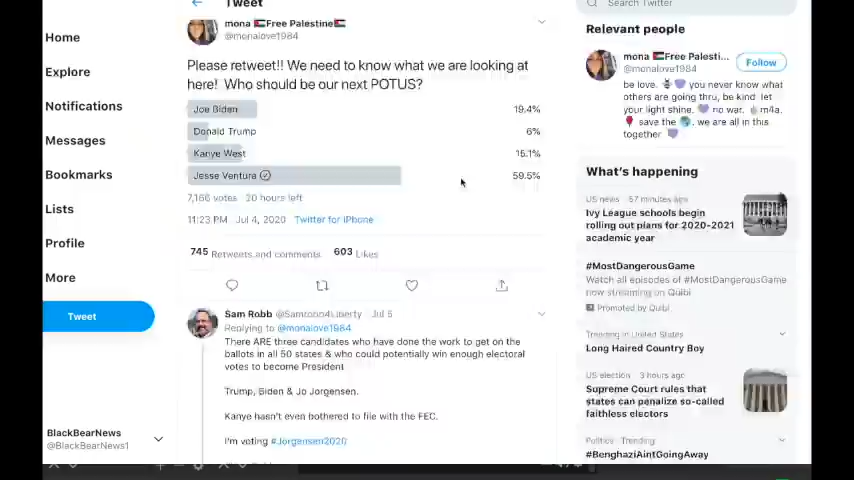 Tweet
Search Twitter
Home
Explore
Notifications
Messages
Bookmarks
Lists
Profile
More
Tweet
BlackBearNews
@BlackBearNews1
mona 🇵🇸Free Palestine🇵🇸
@monalove1984
Please retweet!! We need to know what we are looking at
here! Who should be our next POTUS?
Joe Biden 19.4%
Donald Trump 6%
Kanye West 15.1%
Jesse Ventura 59.5%
7,166 votes · 20 hours left
11:23 PM · Jul 4, 2020 · Twitter for iPhone
745 Retweets and comments 603 Likes
Sam Robb Jul 5
Replying to @monalove1984
There ARE three candidates who have done the work to get on the
ballots in all 50 states & who could potentially win enough electoral
votes to become President
Trump, Biden & Jo Jorgensen.
Kanye hasn't even bothered to file with the FEC.
I'm voting #Jorgensen2020
Relevant people
mona 🇵🇸Free Palesti...
@monalove1984
Follow
be love. 🐝 💜 you never know what
others are going thru, be kind let
your light shine. 💜 no war. m4a.
🌹 save the 🌎. we are all in this
together 💜
What's happening
US news · 57 minutes ago
Ivy League schools begin
rolling out plans for 2020-2021
academic year
#MostDangerousGame
Watch all episodes of #MostDangerousGame
now streaming on Quibi
Promoted by Quibi
Trending in United States
Long Haired Country Boy
US election · 3 hours ago
Supreme Court rules that
states can penalize so-called
faithless electors
Politics · Trending
#BenghaziAintGoingAway